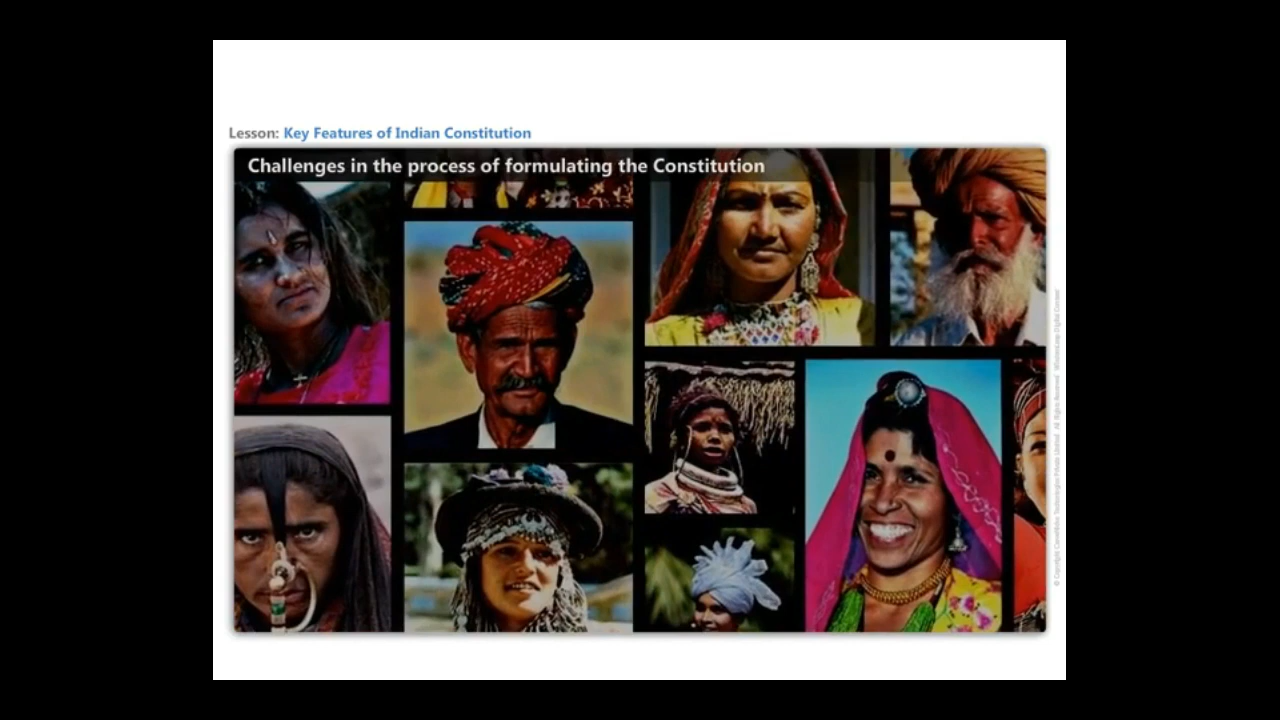 Lesson: Key Features of Indian Constitution
Challenges in the process of formulating the Constitution